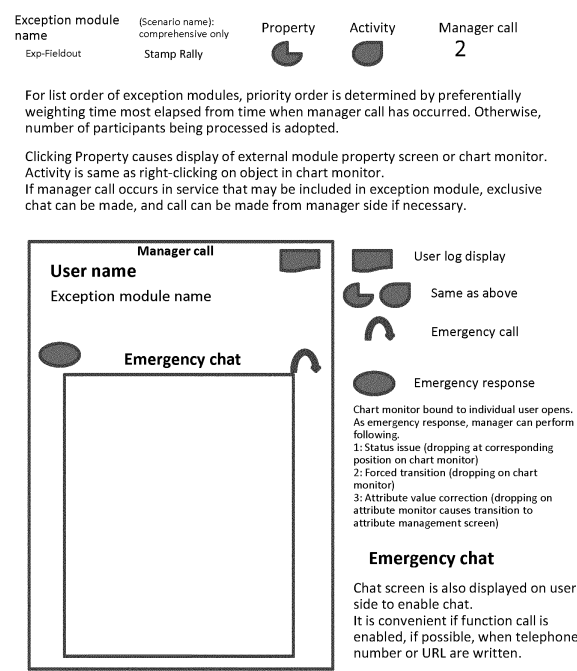 Exception module name
(Scenario name): comprehensive only
Property
Activity
Manager call
Exp-Fieldout
Stamp Rally
2
For list order of exception modules, priority order is determined by preferentially
weighting time most elapsed from time when manager call has occurred. Otherwise,
number of participants being processed is adopted.
Clicking Property causes display of external module property screen or chart monitor.
Activity is same as right-clicking on object in chart monitor.
If manager call occurs in service that may be included in exception module, exclusive
chat can be made, and call can be made from manager side if necessary.
Manager call
User name
Exception module name
Emergency chat
User log display
Same as above
Emergency call
Emergency response
Chart monitor bound to individual user opens.
As emergency response, manager can perform
following.
1: Status issue (dropping at corresponding
position on chart monitor)
2: Forced transition (dropping on chart
monitor)
3: Attribute value correction (dropping on
attribute monitor causes transition to
attribute management screen)
Emergency chat
Chat screen is also displayed on user
side to enable chat.
It is convenient if function call is
enabled, if possible, when telephone
number or URL are written.